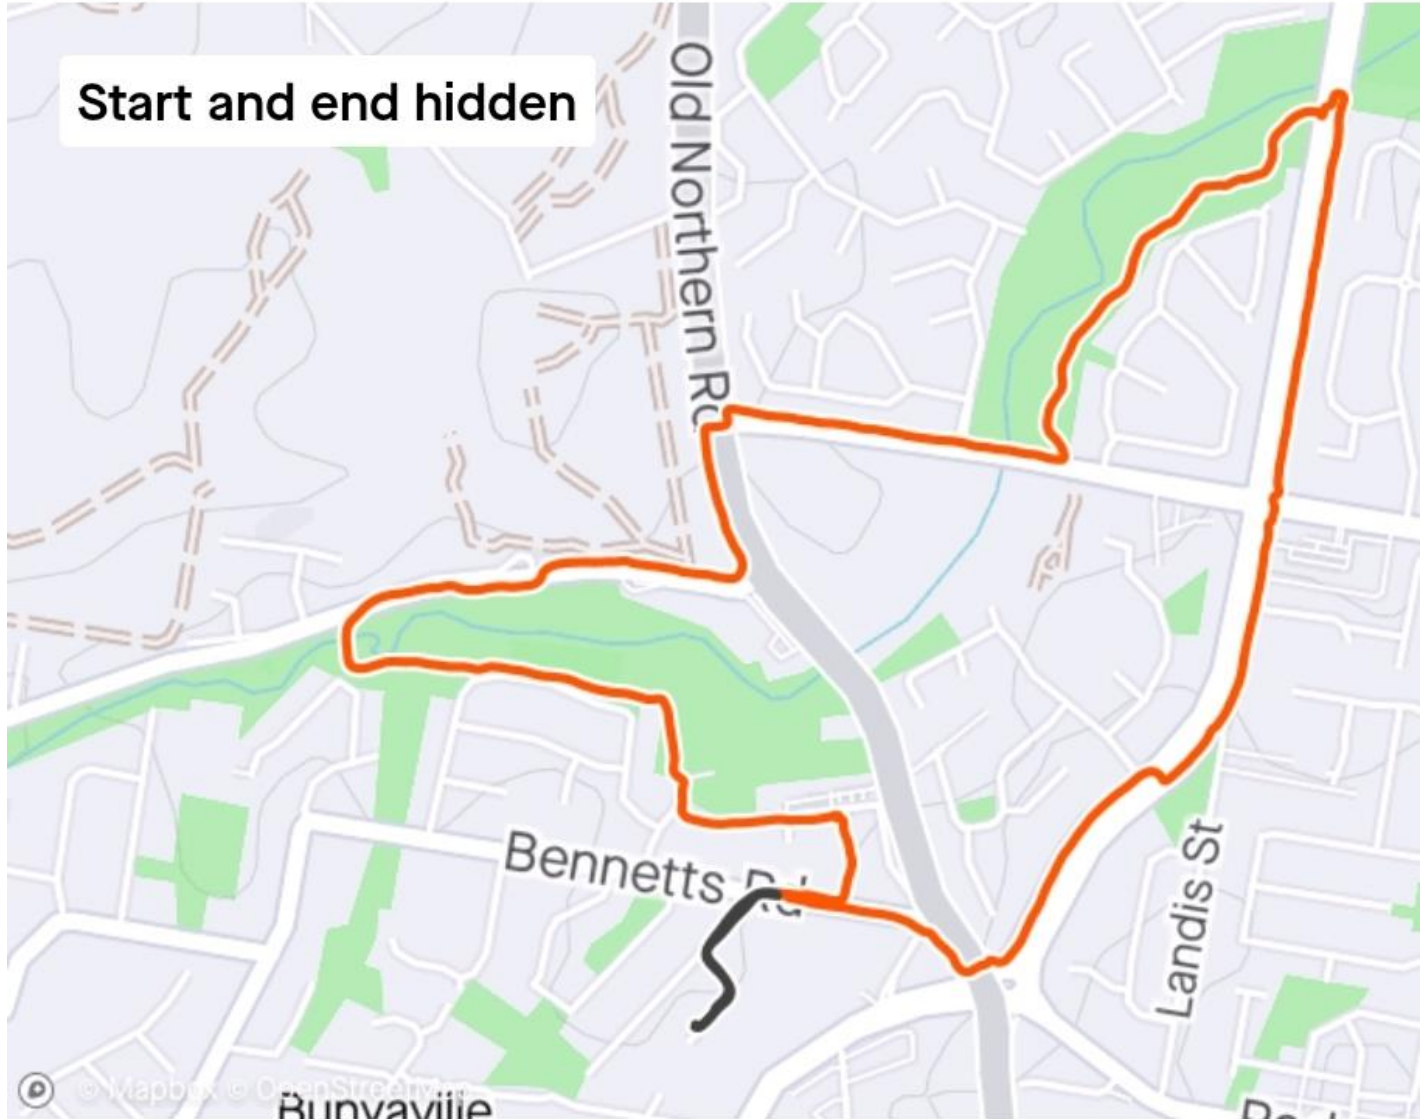 Start and end hidden
Old Northern Rd
Bennetts Rd
Landis St
© Mapbox © OpenStreetMap
Bunyaville